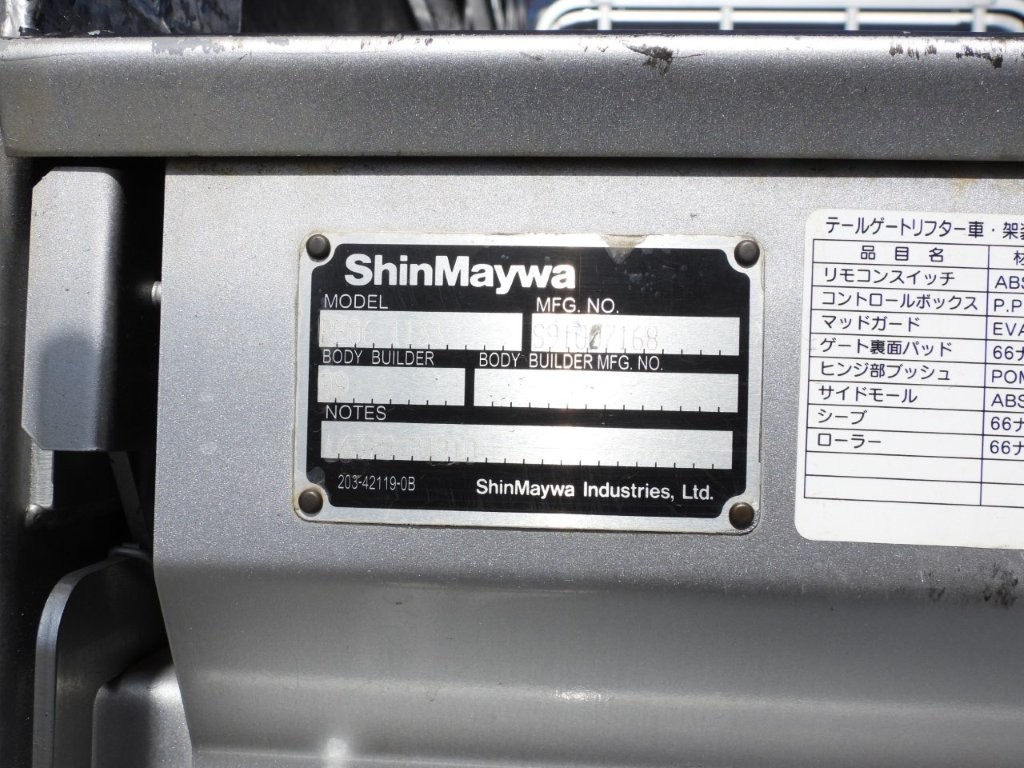 ShinMaywa
MODEL
MFG. NO.
BODY BUILDER
BODY BUILDER MFG. NO.
NOTES
203-42119-0B
ShinMaywa Industries, Ltd.
テールゲートリフター車・架
品 目 名
リモコンスイッチ ABS
コントロールボックス P.P
マッドガード EVA
ゲート裏面パッド 66ナ
ヒンジ部ブッシュ POM
サイドモール ABS
シーブ 66ナ
ローラー 66ナ